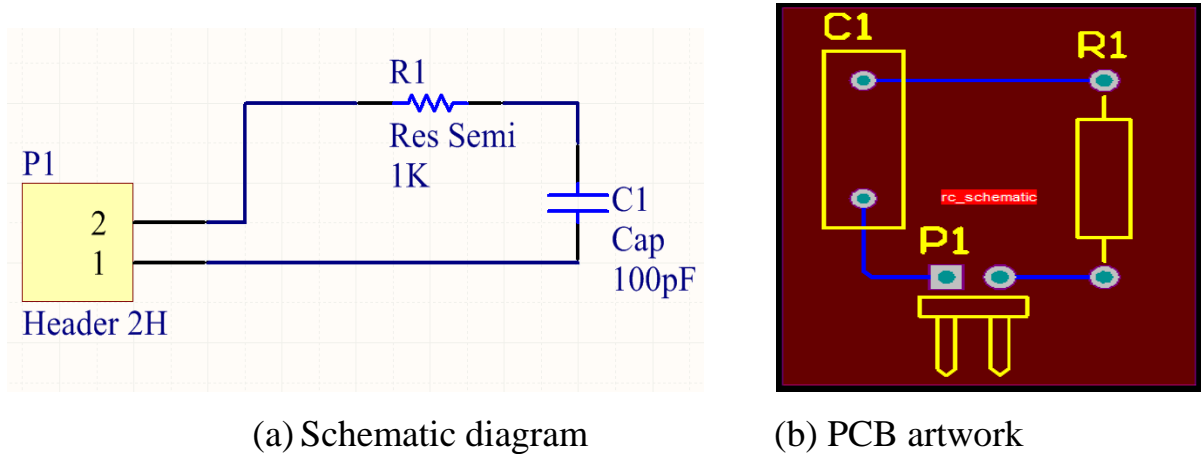 R1
Res Semi
1K
P1
2
1
Header 2H
C1
Cap
100pF
C1
R1
rc_schematic
P1
(a) Schematic diagram
(b) PCB artwork